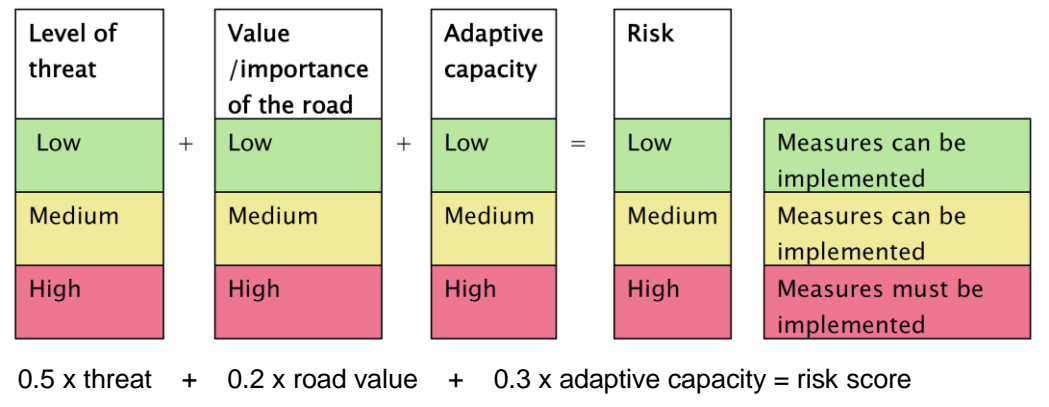 Level of
threat
Value
/importance
of the road
Adaptive
capacity
Risk
Low + Low + Low = Low
Measures can be
implemented
Medium Medium Medium Medium
Measures can be
implemented
High High High High
Measures must be
implemented
0.5 x threat + 0.2 x road value + 0.3 x adaptive capacity = risk score